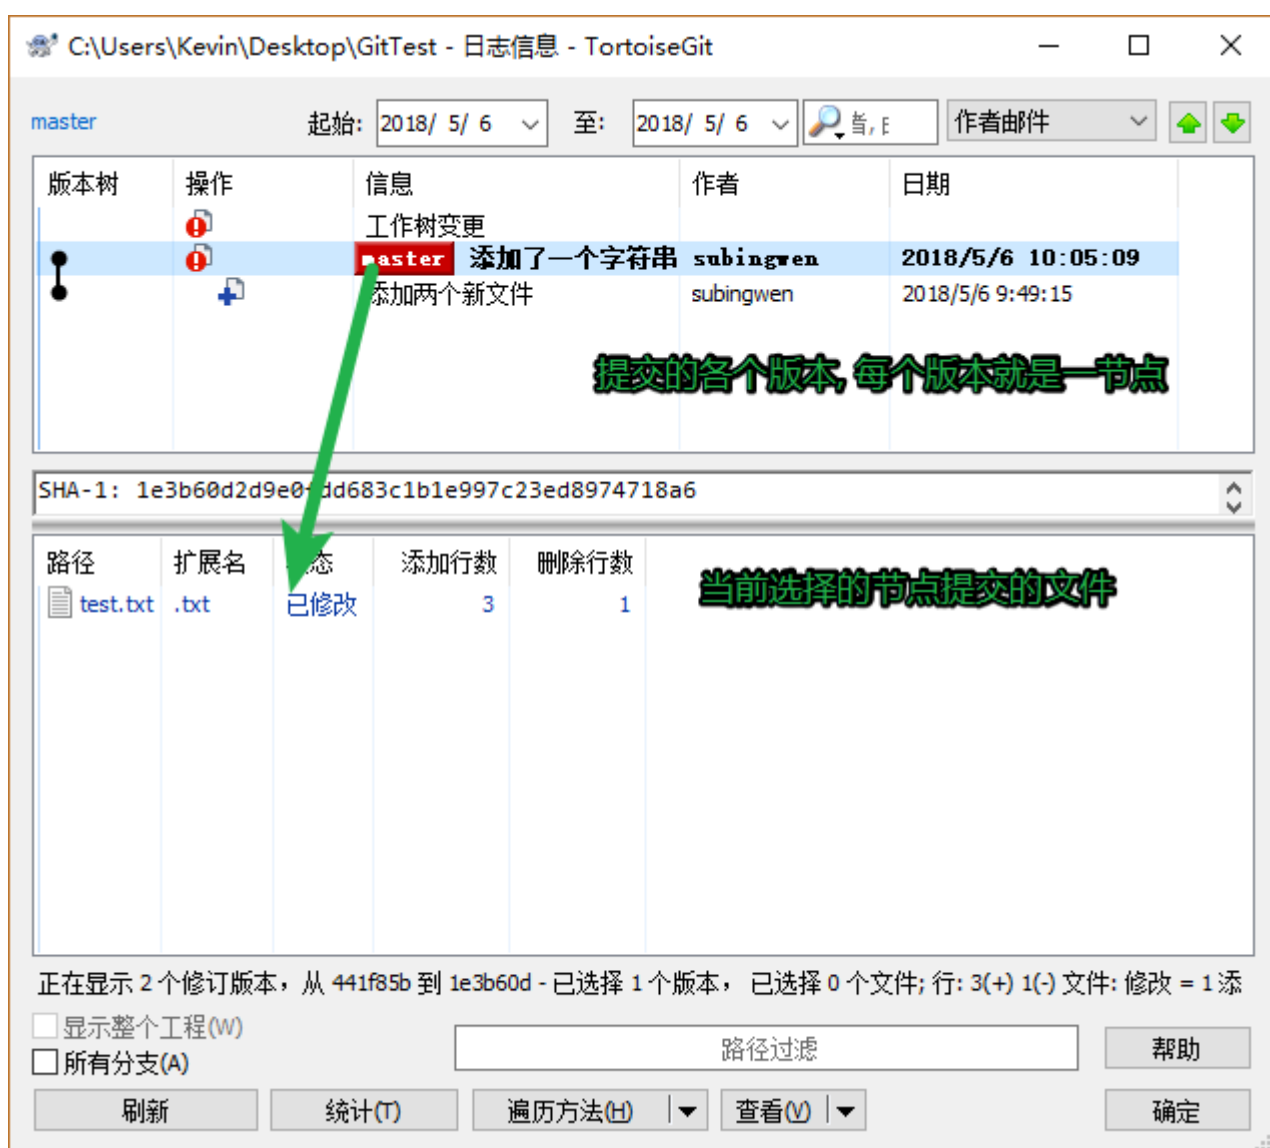 C:\Users\Kevin\Desktop\GitTest - 日志信息 - TortoiseGit
master 起始: 2018/ 5/ 6 至: 2018/ 5/ 6 作者邮件
版本树 操作 信息 作者 日期
工作树变更
master 添加了一个字符串 subingwen 2018/5/6 10:05:09
添加两个新文件 subingwen 2018/5/6 9:49:15
提交的各个版本, 每个版本就是一节点
SHA-1: 1e3b60d2d9e0fdd683c1b1e997c23ed8974718a6
路径 扩展名 态 添加行数 删除行数
当前选择的节点提交的文件
test.txt .txt 已修改 3 1
正在显示 2 个修订版本，从 441f85b 到 1e3b60d - 已选择 1 个版本， 已选择 0 个文件; 行: 3(+) 1(-) 文件: 修改 = 1 添
显示整个工程(W)
所有分支(A)
路径过滤
帮助
刷新 统计(T) 遍历方法(H) 查看(V) 确定